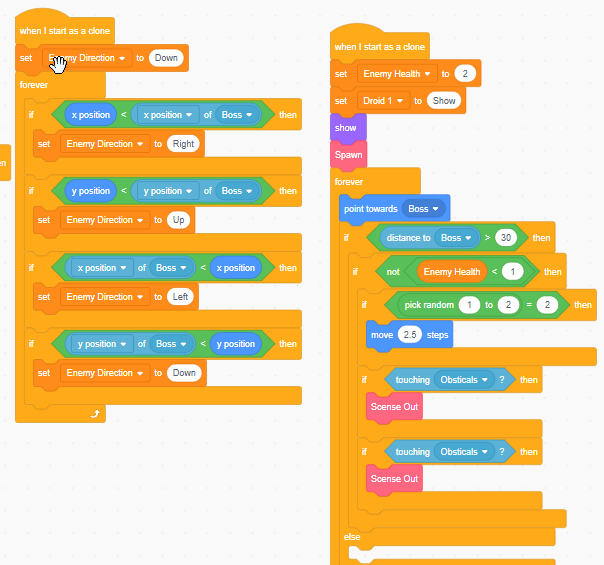 when I start as a clone
set Enemy Direction to Down
forever
if x position < x position of Boss then
set Enemy Direction to Right
if y position < y position of Boss then
set Enemy Direction to Up
if x position of Boss < x position then
set Enemy Direction to Left
if y position of Boss < y position then
set Enemy Direction to Down
when I start as a clone
set Enemy Health to 2
set Droid 1 to Show
show
Spawn
forever
point towards Boss
if distance to Boss > 30 then
if not Enemy Health < 1 then
if pick random 1 to 2 = 2 then
move 2.5 steps
if touching Obsticals ? then
Scense Out
if touching Obsticals ? then
Scense Out
else